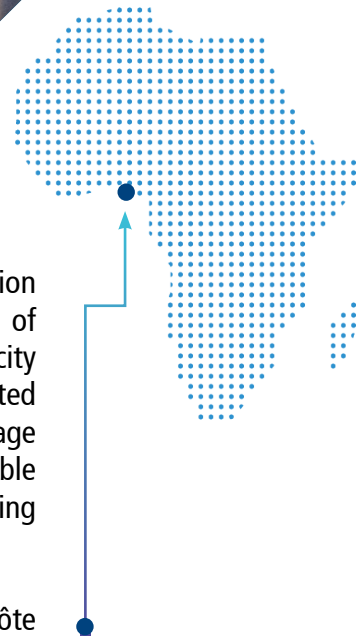 ion
of
city
ted
age
ble
ing
ôte